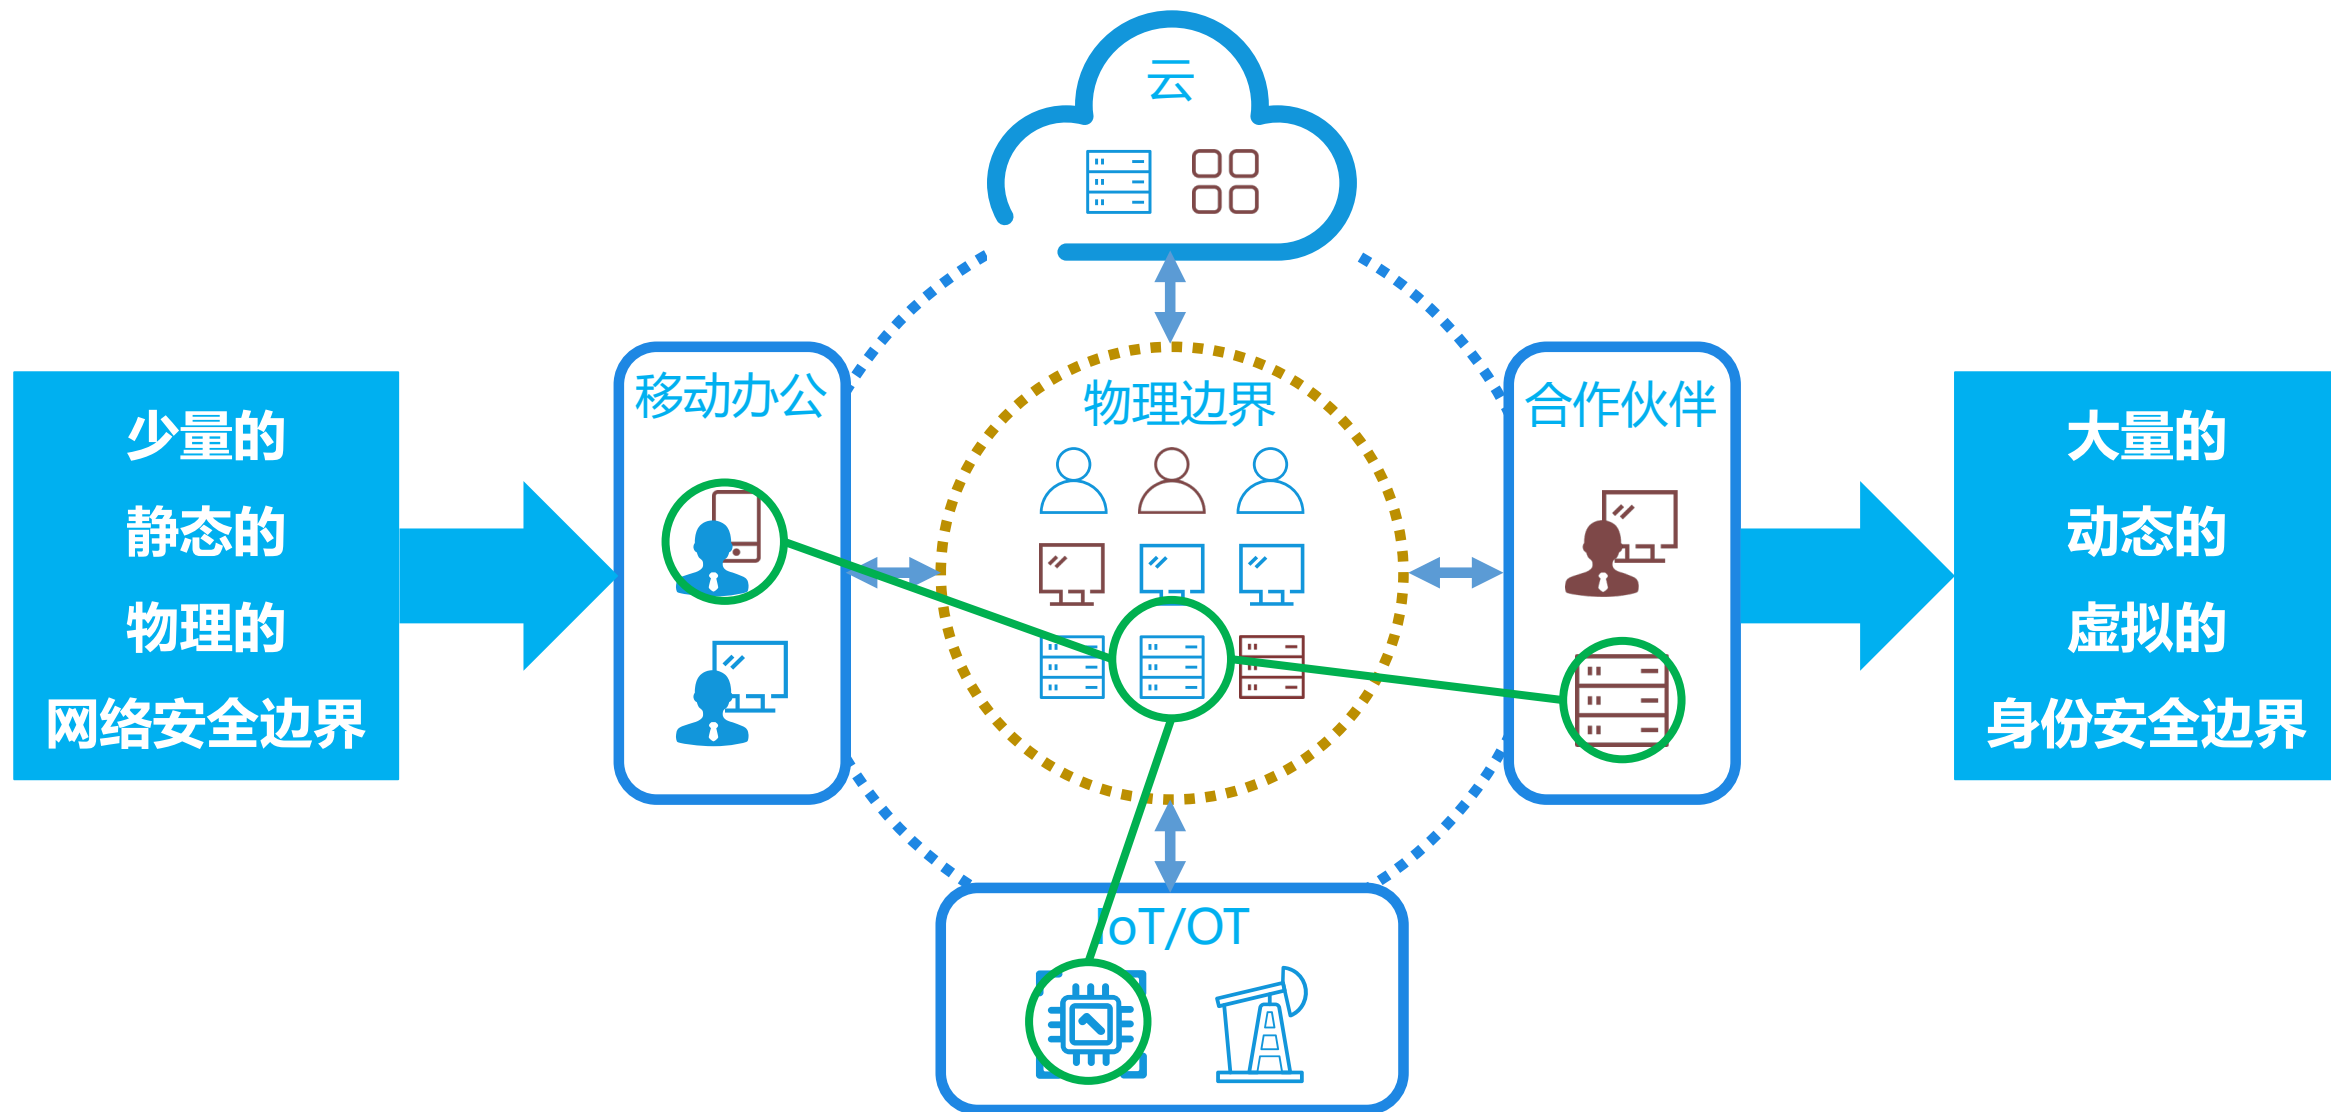 云
移动办公
物理边界
合作伙伴
少量的
静态的
物理的
网络安全边界
大量的
动态的
虚拟的
身份安全边界
IoT/OT